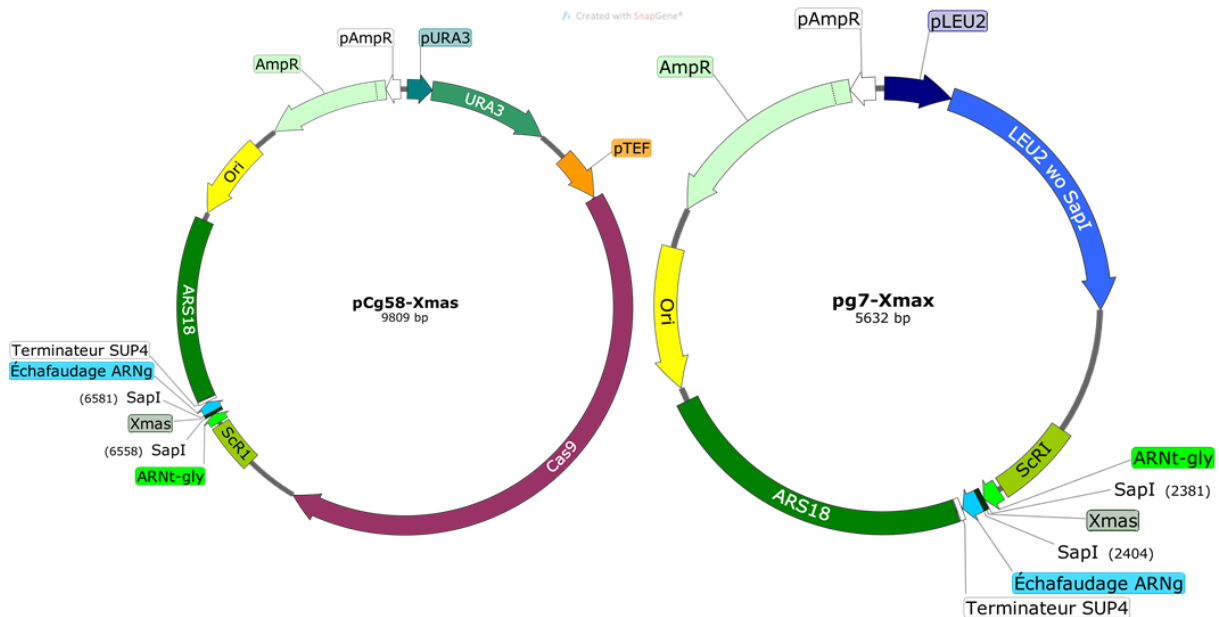 Created with SnapGene®
pAmpR
pURA3
AmpR
URA3
pTEF
Ori
ARS18
Cas9
pCg58-Xmas
9809 bp
Terminateur SUP4
Échafaudage ARNg
(6581) SapI
Xmas
(6558) SapI
ScR1
ARNt-gly
pAmpR
pLEU2
AmpR
LEU2 wo SapI
Ori
pg7-Xmax
5632 bp
ScRI
ARNt-gly
SapI (2381)
Xmas
SapI (2404)
ARS18
Échafaudage ARNg
Terminateur SUP4